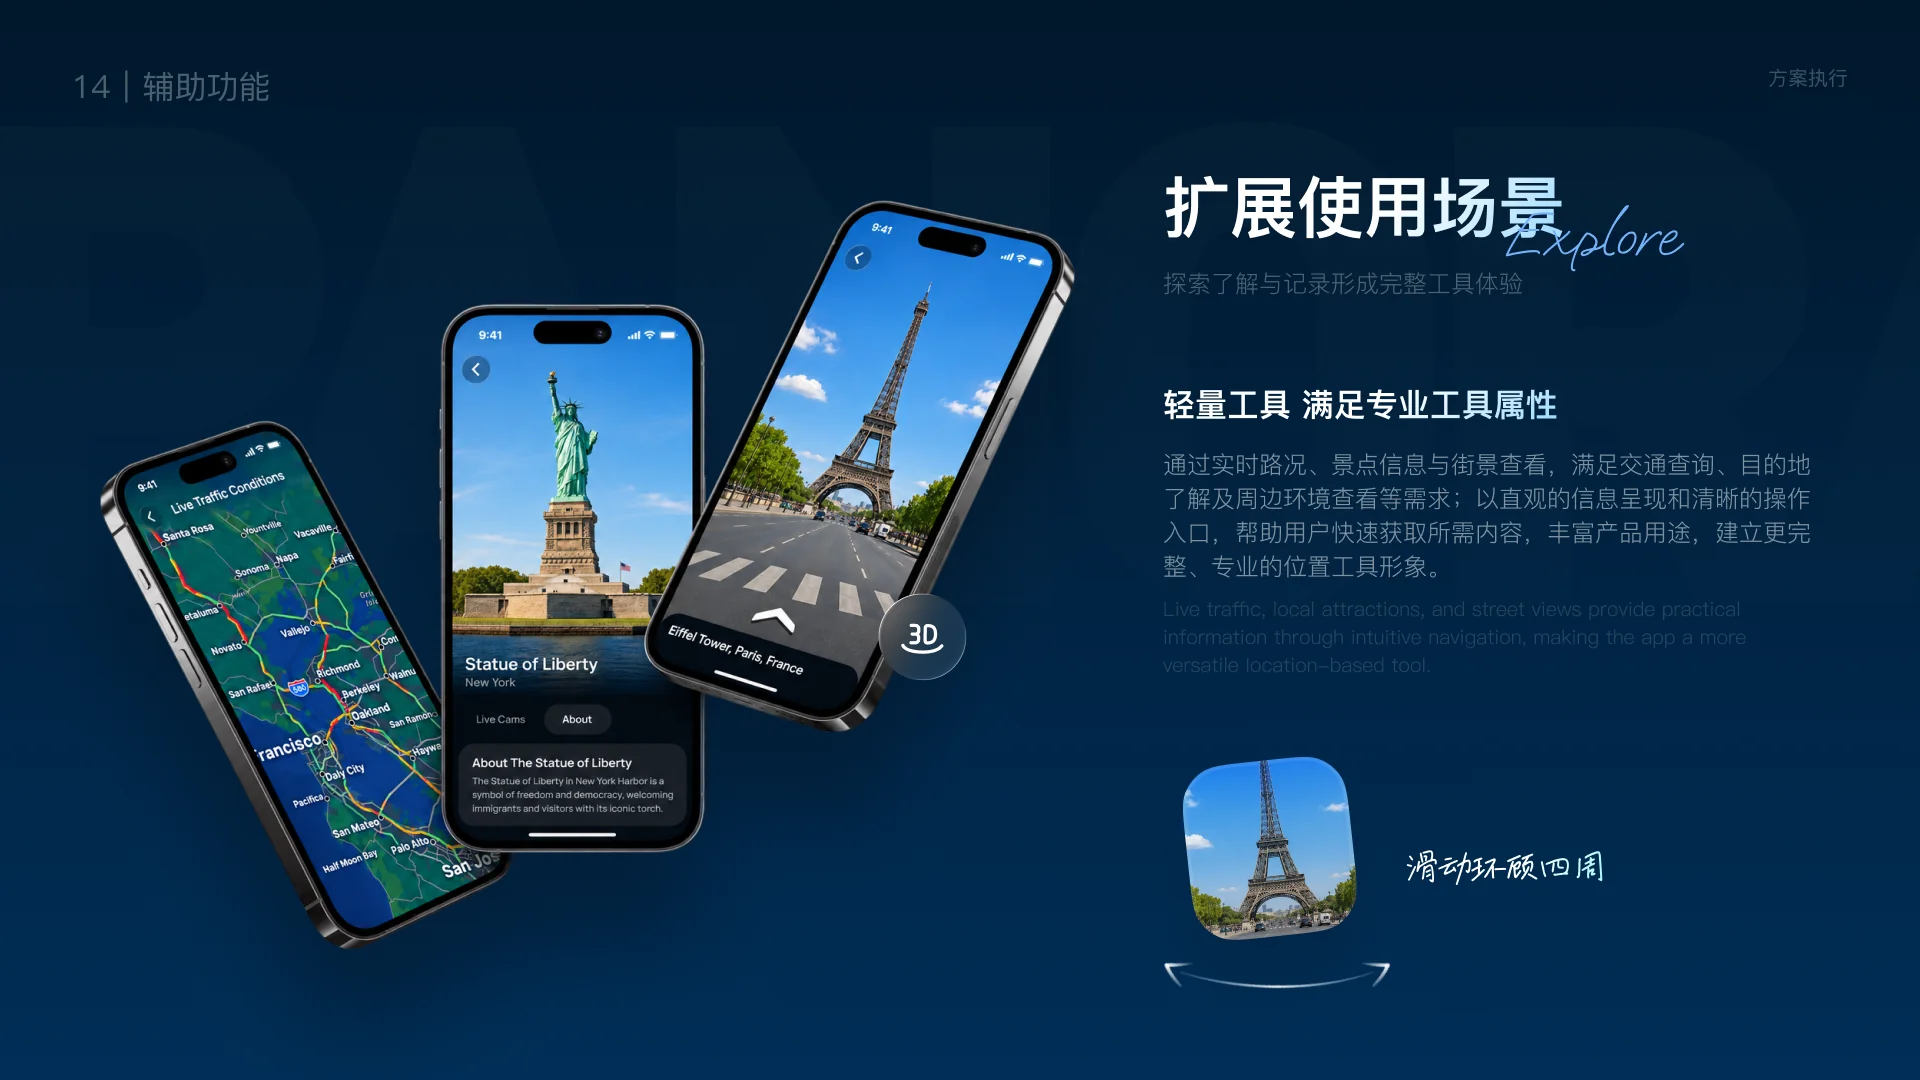 14 | 辅助功能
方案执行
扩展使用场景
Explore
探索了解与记录形成完整工具体验
轻量工具 满足专业工具属性
通过实时路况、景点信息与街景查看，满足交通查询、目的地
了解及周边环境查看等需求；以直观的信息呈现和清晰的操作
入口，帮助用户快速获取所需内容，丰富产品用途，建立更完
整、专业的位置工具形象。
Live traffic, local attractions, and street views provide practical
information through intuitive navigation, making the app a more
versatile location-based tool.
滑动环顾四周
9:41
Live Traffic Conditions
Santa Rosa
Yountville
Vacaville
Napa
Fairfi
Sonoma
etaluma
Vallejo
Con
Novato
Richmond
Walnu
San Rafael
580
Berkeley
Oakland
San Ramon
rancisco
Haywa
Daly City
Pacifica
San Mateo
Palo Alto
Half Moon Bay
San Jos
9:41
Statue of Liberty
New York
Live Cams
About
About The Statue of Liberty
The Statue of Liberty in New York Harbor is a
symbol of freedom and democracy, welcoming
immigrants and visitors with its iconic torch.
9:41
Eiffel Tower, Paris, France
3D